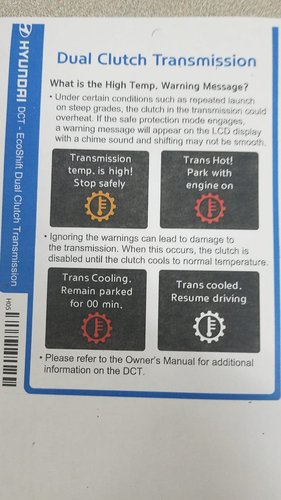 Dual Clutch Transmission
What is the High Temp. Warning Message?
• Under certain conditions such as repeated launch
on steep grades, the clutch in the transmission could
overheat. If the safe protection mode engages,
a warning message will appear on the LCD display
with a chime sound and shifting may not be smooth.
Transmission
temp. is high!
Stop safely
Trans Hot!
Park with
engine on
• Ignoring the warnings can lead to damage to
the transmission. When this occurs, the clutch is
disabled until the clutch cools to normal temperature.
Trans Cooling.
Remain parked
for 00 min.
Trans cooled.
Resume driving
• Please refer to the Owner's Manual for additional
information on the DCT.
HYUNDAI DCT - EcoShift Dual Clutch Transmission